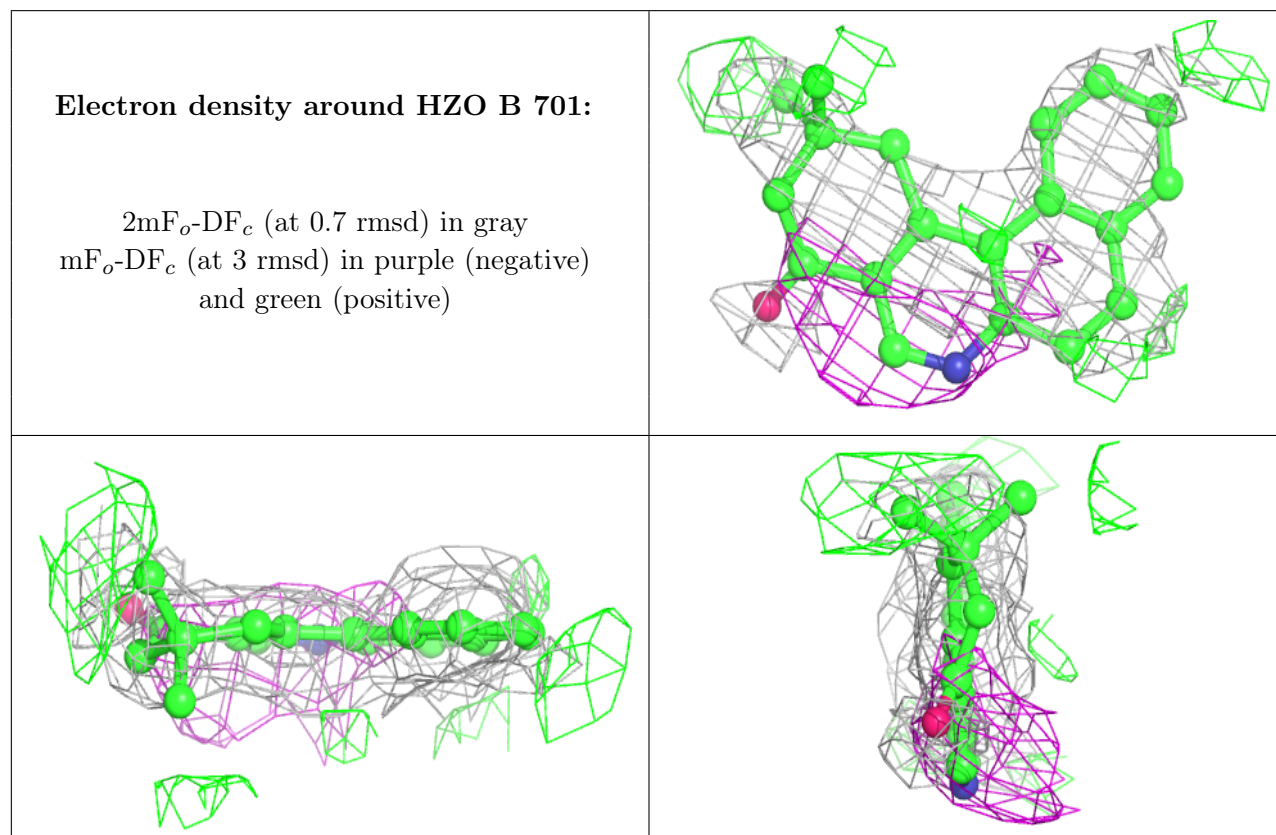 Electron density around HZO B 701:
2mFₒ-DF𝒸 (at 0.7 rmsd) in gray
mFₒ-DF𝒸 (at 3 rmsd) in purple (negative)
and green (positive)